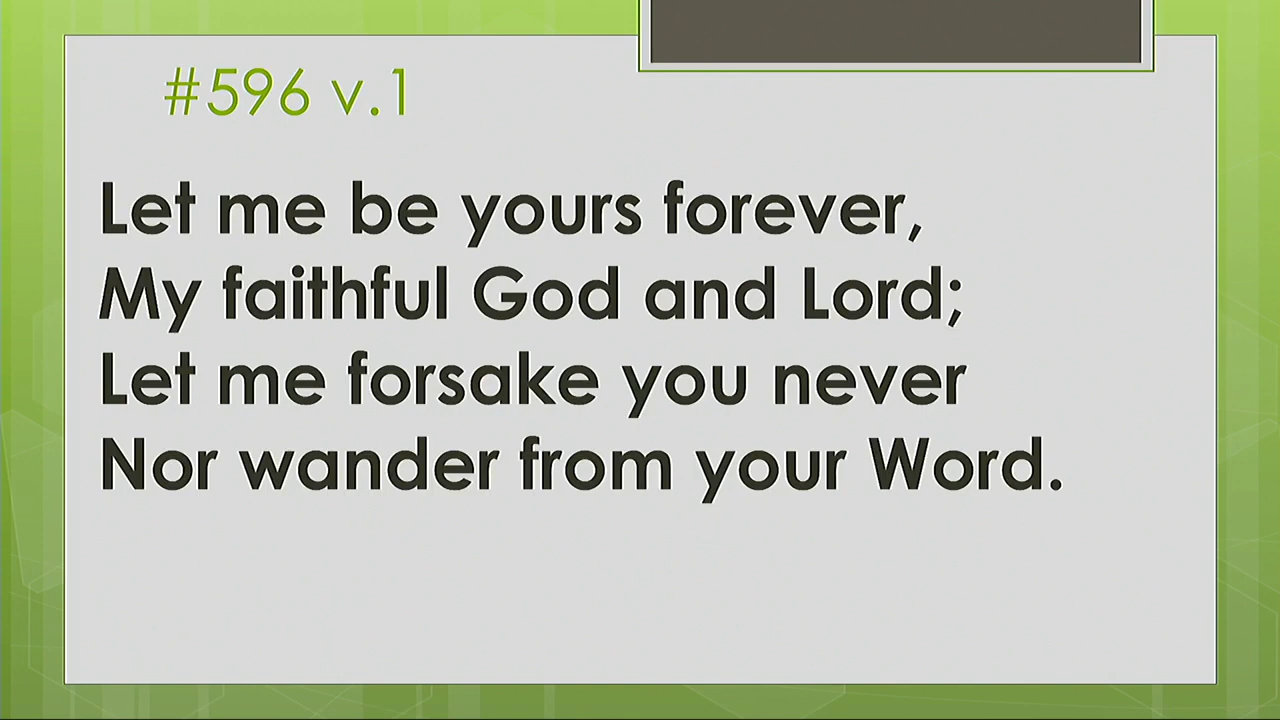 #596 v.1
Let me be yours forever,
My faithful God and Lord;
Let me forsake you never
Nor wander from your Word.